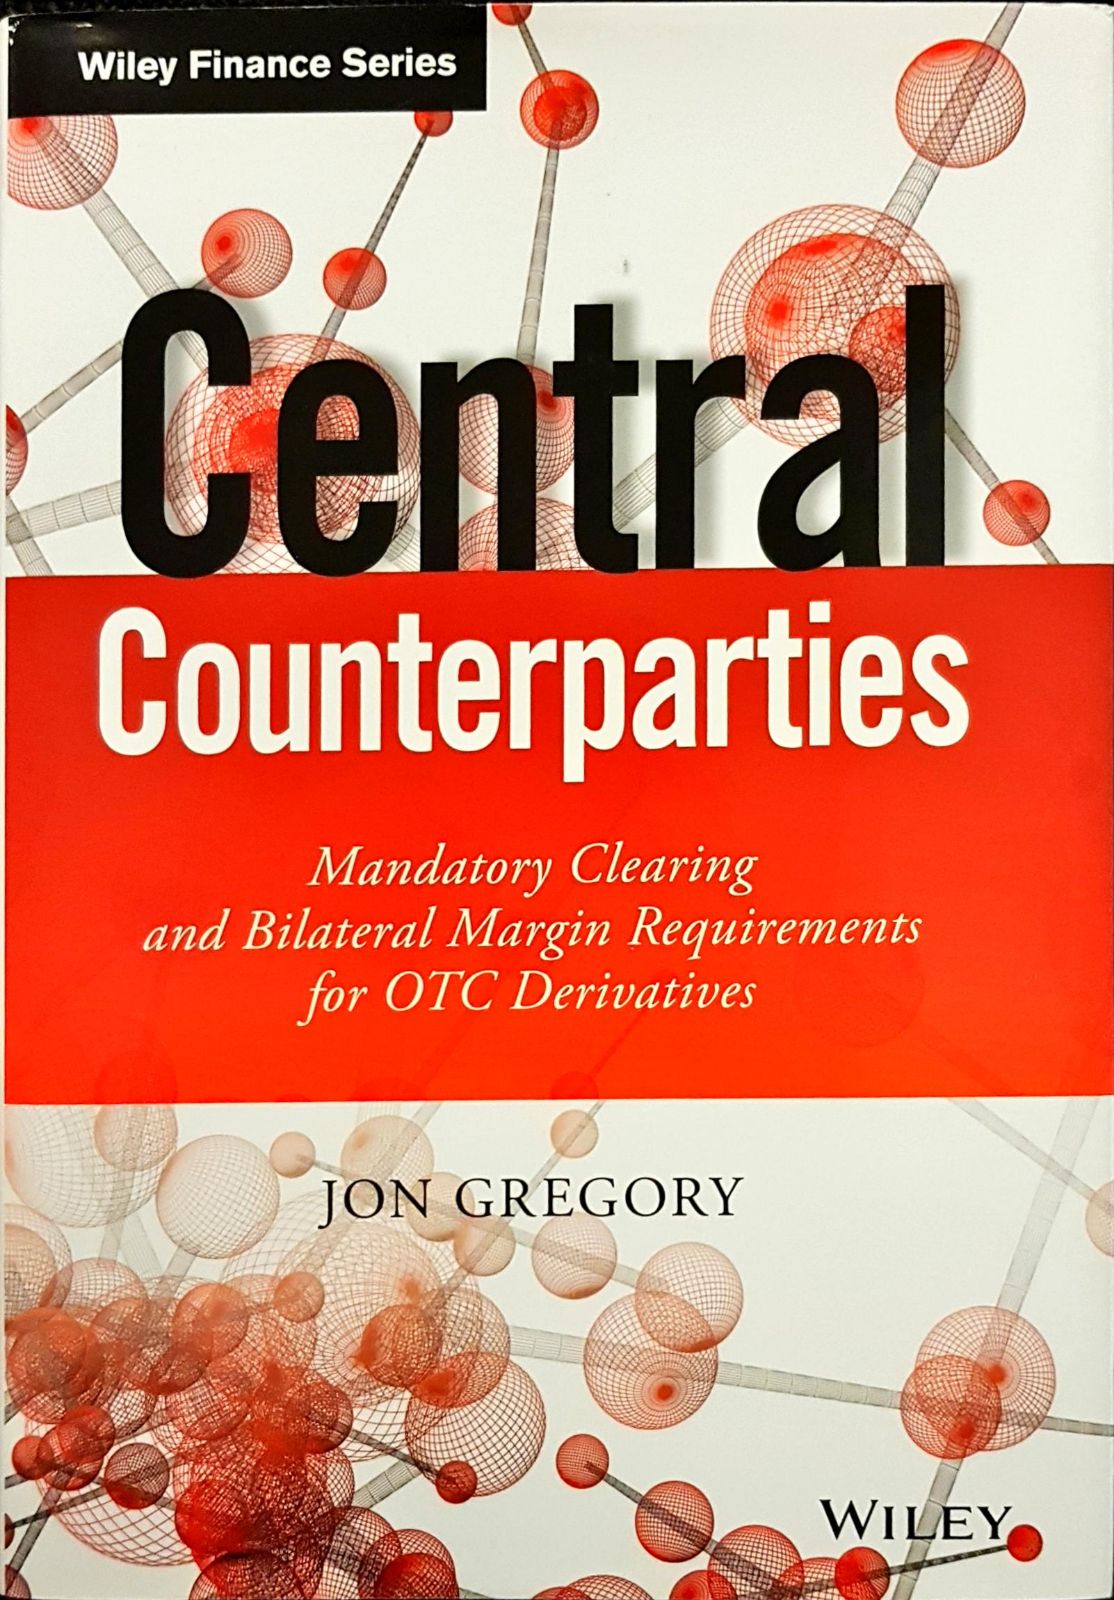 Wiley Finance Series
Central
Counterparties
Mandatory Clearing
and Bilateral Margin Requirements
for OTC Derivatives
JON GREGORY
WILEY